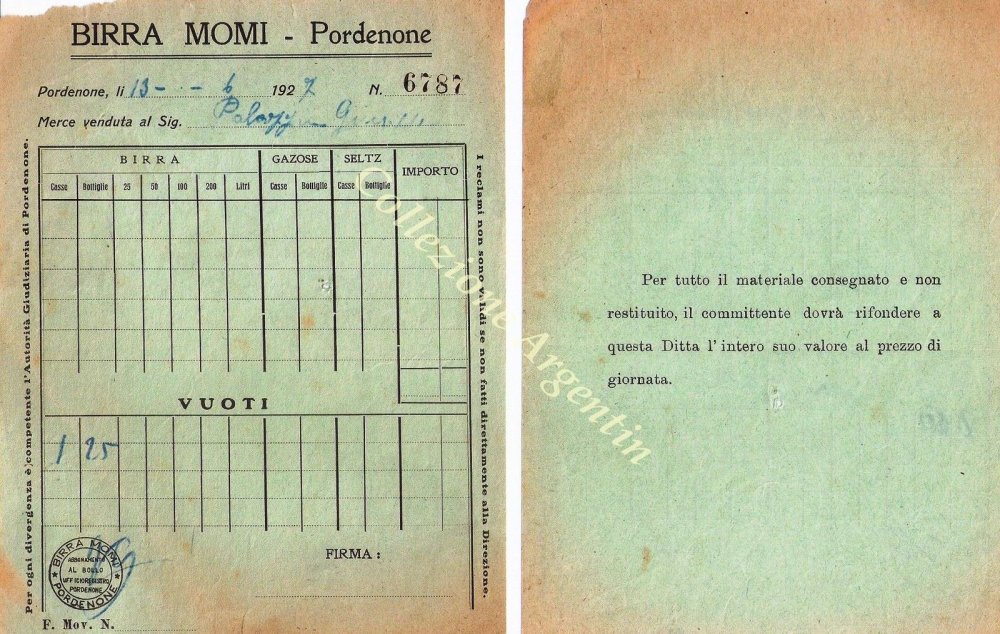 BIRRA MOMI - Pordenone
Pordenone, li 13 - · - 6 1927 N. 6787
Merce venduta al Sig.
BIRRA GAZOSE SELTZ IMPORTO
Casse Bottiglie 25 50 100 200 Litri Casse Bottiglie Casse Bottiglie
VUOTI
1 25
FIRMA :
BIRRA MOMI
ABBONAMENTO
AL BOLLO
UFFICIO REGISTRO
PORDENONE
PORDENONE
F. Mov. N.
Per ogni divergenza è competente l'Autorità Giudiziaria di Pordenone.
I reclami non sono validi se non fatti direttamente alla Direzione.
Collezione Argentin
Per tutto il materiale consegnato e non
restituito, il committente dovrà rifondere a
questa Ditta l' intero suo valore al prezzo di
giornata.